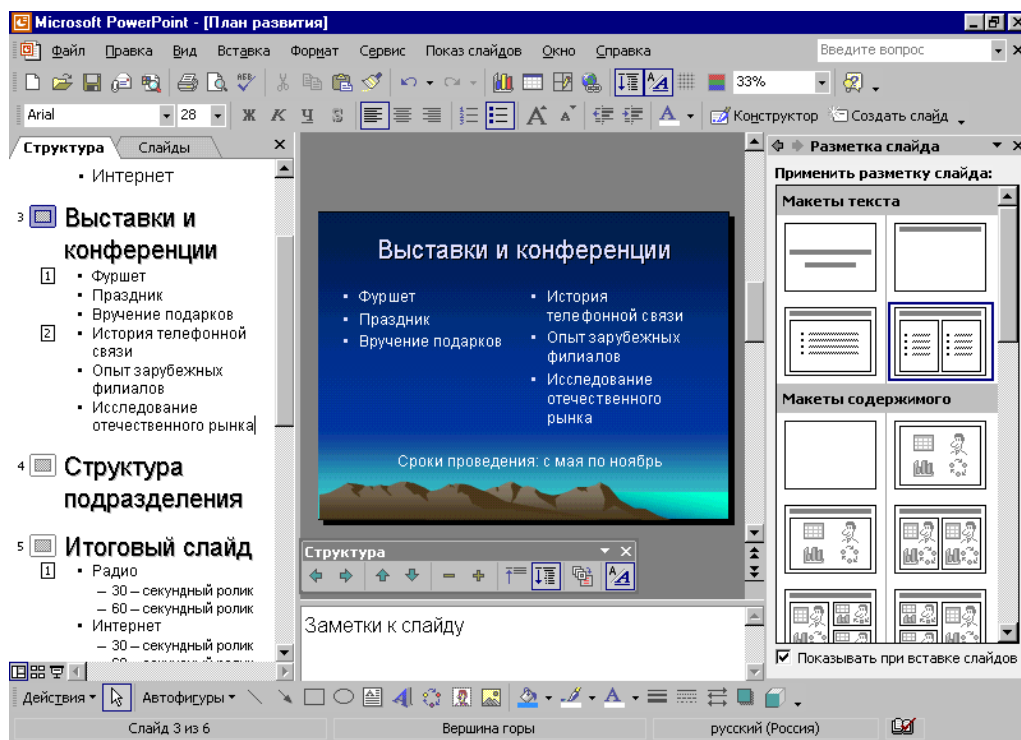 Microsoft PowerPoint - [План развития]
Файл Правка Вид Вставка Формат Сервис Показ слайдов Окно Справка Введите вопрос
33%
Arial 28 Ж К Ч S Конструктор Создать слайд
Структура Слайды
Разметка слайда
Применить разметку слайда:
Макеты текста
Макеты содержимого
Показывать при вставке слайдов
• Интернет
3 Выставки и
конференции
1 • Фуршет
• Праздник
• Вручение подарков
2 • История телефонной
связи
• Опыт зарубежных
филиалов
• Исследование
отечественного рынка
4 Структура
подразделения
5 Итоговый слайд
1 • Радио
– 30 – секундный ролик
– 60 – секундный ролик
• Интернет
– 30 – секундный ролик
Выставки и конференции
• Фуршет
• Праздник
• Вручение подарков
• История
телефонной связи
• Опыт зарубежных
филиалов
• Исследование
отечественного
рынка
Сроки проведения: с мая по ноябрь
Структура
Заметки к слайду
Действия Автофигуры
Слайд 3 из 6 Вершина горы русский (Россия)